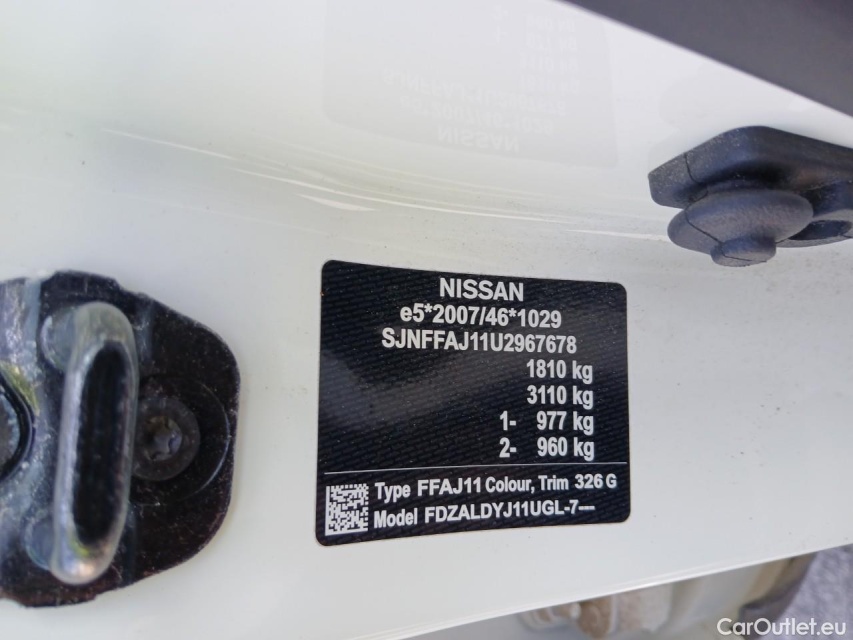 NISSAN
e5*2007/46*1029
SJNFFAJ11U2967678
1810 kg
3110 kg
1- 977 kg
2- 960 kg
Type FFAJ11 Colour, Trim 326 G
Model FDZALDYJ11UGL-7---
CarOutlet.eu